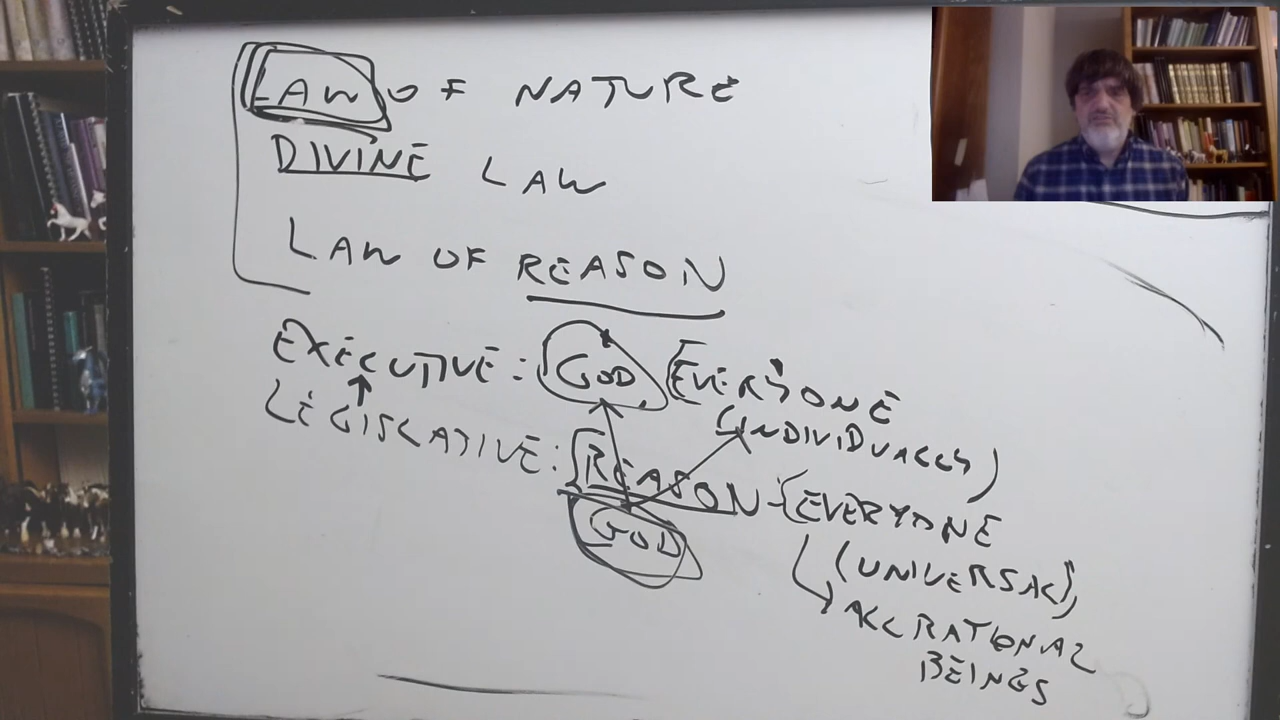 LAW OF NATURE
DIVINE LAW
LAW OF REASON
EXECUTIVE: GOD EVERYONE
(INDIVIDUALLY)
LEGISLATIVE: REASON - EVERYONE
GOD
(UNIVERSAL)
ALL RATIONAL
BEINGS